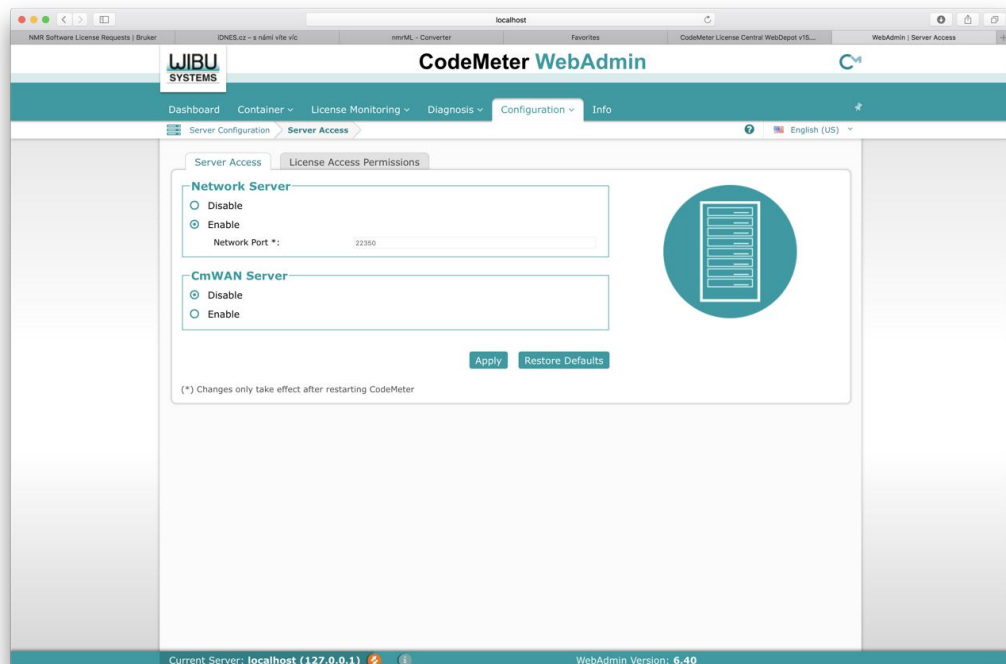 localhost
NMR Software License Requests | Bruker
iDNES.cz – s námi víte víc
nmrML - Converter
Favorites
CodeMeter License Central WebDepot v15....
WebAdmin | Server Access
WIBU
SYSTEMS
CodeMeter WebAdmin
Dashboard
Container
License Monitoring
Diagnosis
Configuration
Info
Server Configuration
Server Access
English (US)
Server Access
License Access Permissions
Network Server
Disable
Enable
Network Port *:
22350
CmWAN Server
Disable
Enable
Apply
Restore Defaults
(*) Changes only take effect after restarting CodeMeter
Current Server: localhost (127.0.0.1)
WebAdmin Version: 6.40